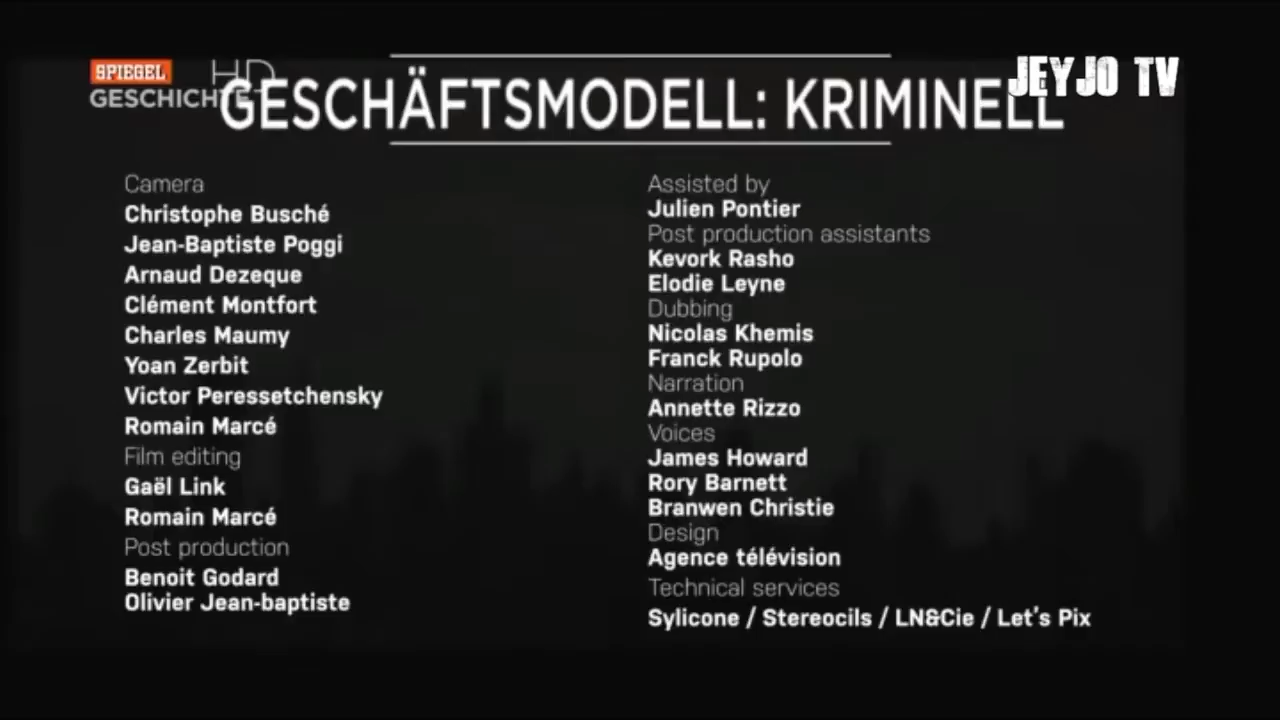 SPIEGEL
GESCHICHTE HD
JEYJO TV
GESCHÄFTSMODELL: KRIMINELL
Camera
Christophe Busché
Jean-Baptiste Poggi
Arnaud Dezeque
Clément Montfort
Charles Maumy
Yoan Zerbit
Victor Peressetchensky
Romain Marcé
Film editing
Gaël Link
Romain Marcé
Post production
Benoit Godard
Olivier Jean-baptiste
Assisted by
Julien Pontier
Post production assistants
Kevork Rasho
Elodie Leyne
Dubbing
Nicolas Khemis
Franck Rupolo
Narration
Annette Rizzo
Voices
James Howard
Rory Barnett
Branwen Christie
Design
Agence télévision
Technical services
Sylicone / Stereocils / LN&Cie / Let's Pix